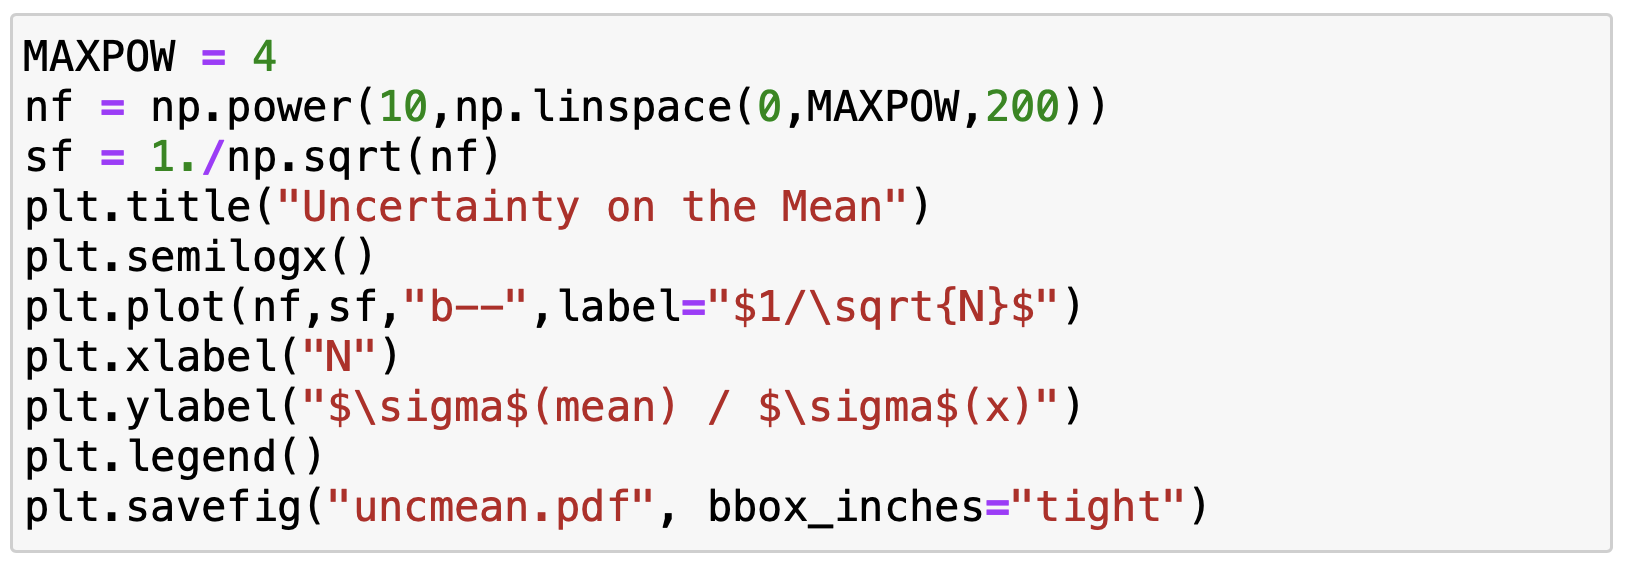 MAXPOW = 4
nf = np.power(10,np.linspace(0,MAXPOW,200))
sf = 1./np.sqrt(nf)
plt.title("Uncertainty on the Mean")
plt.semilogx()
plt.plot(nf,sf,"b--",label="$1/\sqrt{N}$")
plt.xlabel("N")
plt.ylabel("$\sigma$(mean) / $\sigma$(x)")
plt.legend()
plt.savefig("uncmean.pdf", bbox_inches="tight")